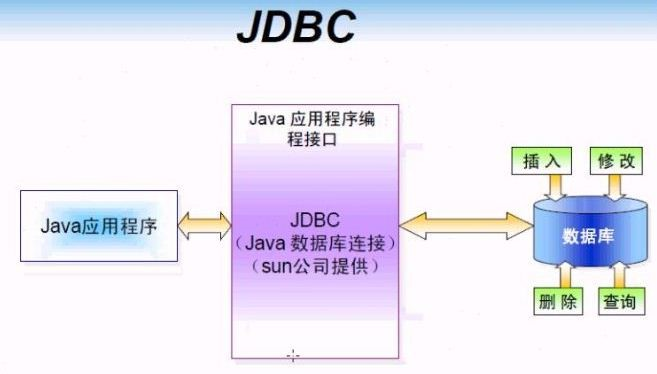 JDBC
Java 应用程序编
程接口
Java应用程序
JDBC
（Java 数据库连接）
（sun公司提供）
插 入
修 改
数据库
删 除
查询